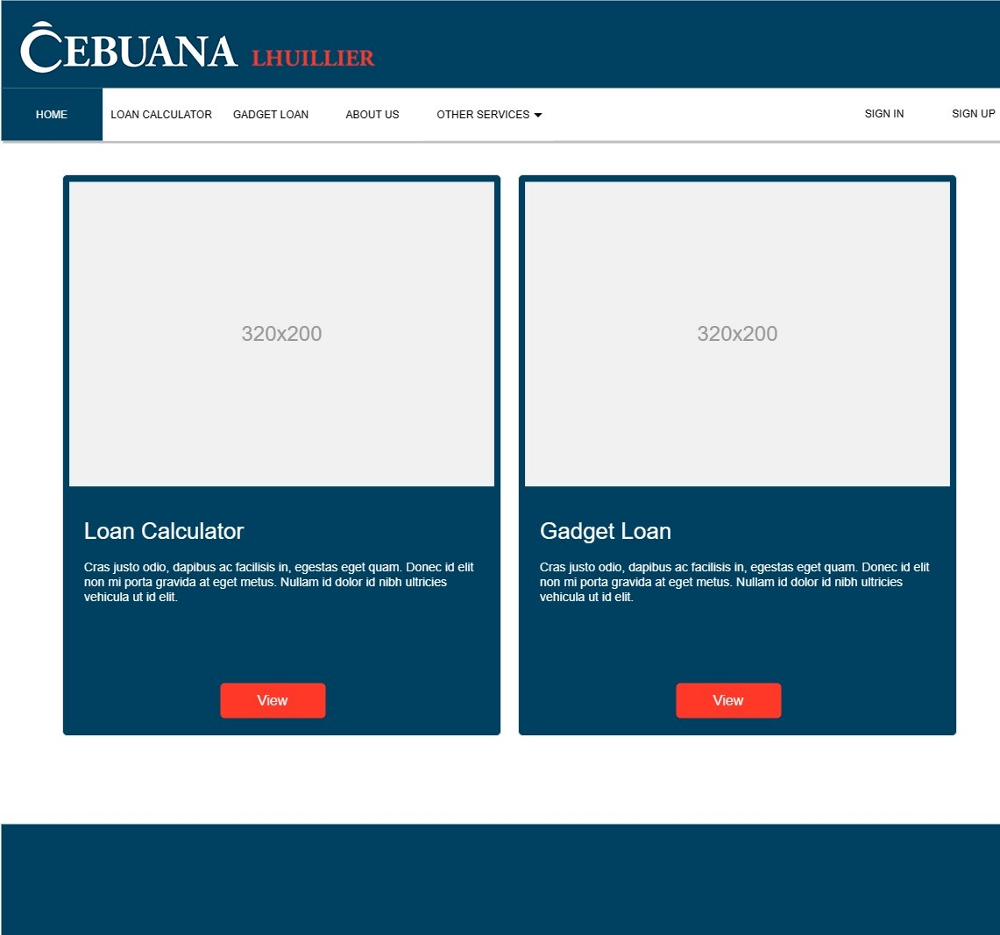 ĈEBUANA LHUILLIER
HOME LOAN CALCULATOR GADGET LOAN ABOUT US OTHER SERVICES SIGN IN SIGN UP
320x200
Loan Calculator
Cras justo odio, dapibus ac facilisis in, egestas eget quam. Donec id elit
non mi porta gravida at eget metus. Nullam id dolor id nibh ultricies
vehicula ut id elit.
View
320x200
Gadget Loan
Cras justo odio, dapibus ac facilisis in, egestas eget quam. Donec id elit
non mi porta gravida at eget metus. Nullam id dolor id nibh ultricies
vehicula ut id elit.
View